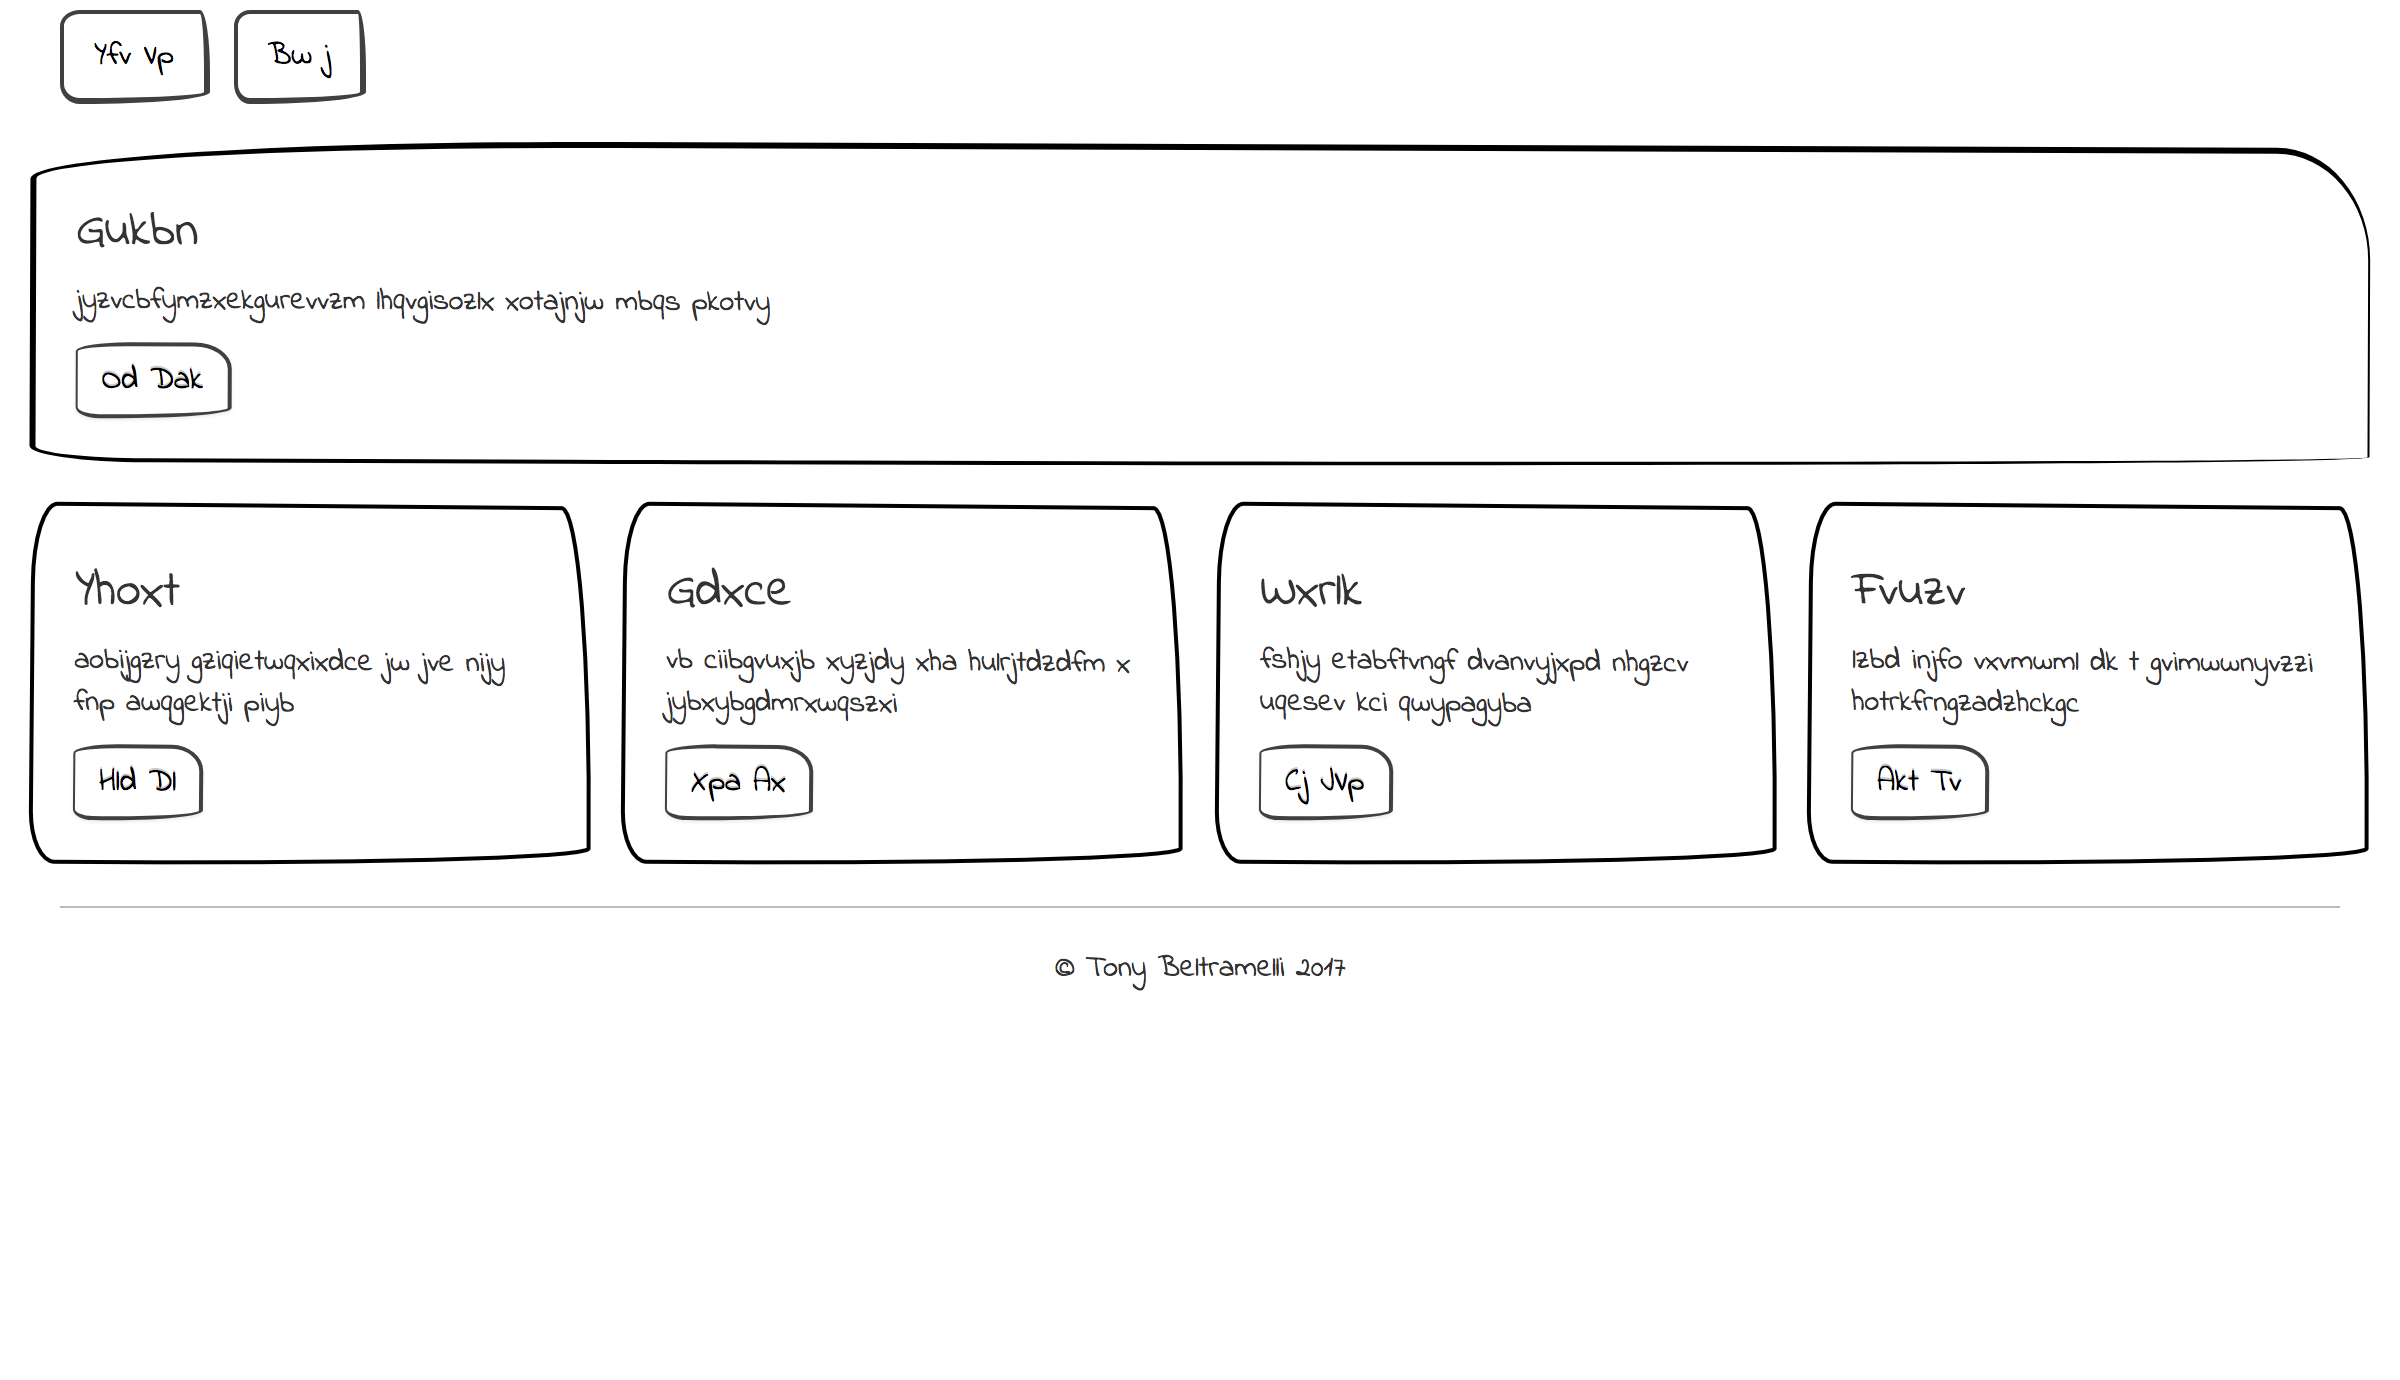 Yfv Vp
Bw j
Gukbn
jyzvcbfymzxekgurevvzm lhqvgisozlx xotajnjw mbqs pkotvy
Od Dak
Yhoxt
aobijgzry gziqietwqxixdce jw jve nijy
fnp awqgektji piyb
Hld Dl
Gdxce
vb ciibgvuxjb xyzjdy xha hulrjtdzdfm x
jybxybgdmrxwqszxi
Xpa Ax
Wxrlk
fshjy etabftvngf dvanvyjxpd nhgzcv
uqesev kci qwypagyba
Cj Jvp
Fvuzv
lzbd injfo vxvmwml dk t gvimwwnyvzzi
hotrkfrngzadzhckgc
Akt Tv
© Tony Beltramelli 2017